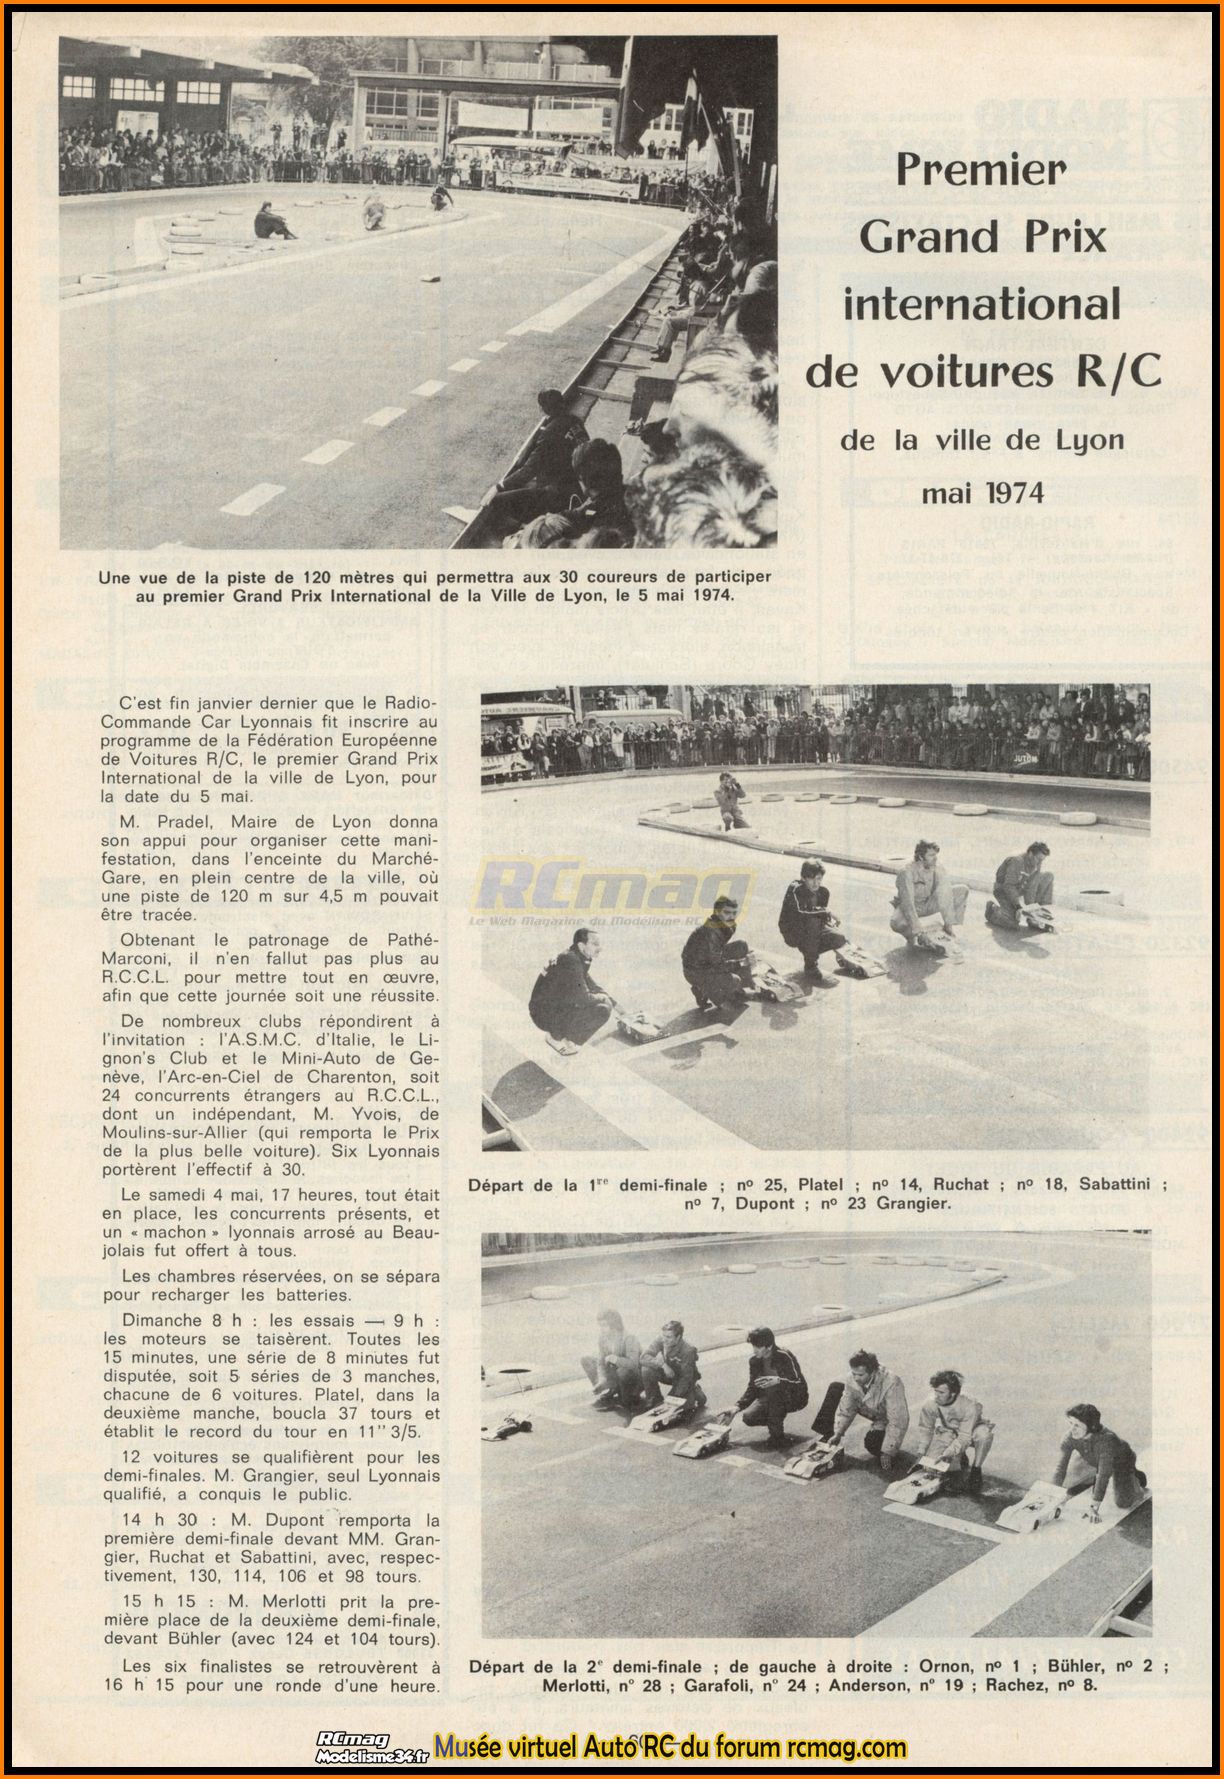 Premier
Grand Prix
international
de voitures R/C
de la ville de Lyon
mai 1974
Une vue de la piste de 120 mètres qui permettra aux 30 coureurs de participer
au premier Grand Prix International de la Ville de Lyon, le 5 mai 1974.
C'est fin janvier dernier que le Radio-
Commande Car Lyonnais fit inscrire au
programme de la Fédération Européenne
de Voitures R/C, le premier Grand Prix
International de la ville de Lyon, pour
la date du 5 mai.
M. Pradel, Maire de Lyon donna
son appui pour organiser cette mani-
festation, dans l'enceinte du Marché-
Gare, en plein centre de la ville, où
une piste de 120 m sur 4,5 m pouvait
être tracée.
Obtenant le patronage de Pathé-
Marconi, il n'en fallut pas plus au
R.C.C.L. pour mettre tout en œuvre,
afin que cette journée soit une réussite.
De nombreux clubs répondirent à
l'invitation : l'A.S.M.C. d'Italie, le Li-
gnon's Club et le Mini-Auto de Ge-
nève, l'Arc-en-Ciel de Charenton, soit
24 concurrents étrangers au R.C.C.L.,
dont un indépendant, M. Yvois, de
Moulins-sur-Allier (qui remporta le Prix
de la plus belle voiture). Six Lyonnais
portèrent l'effectif à 30.
Le samedi 4 mai, 17 heures, tout était
en place, les concurrents présents, et
un « machon » lyonnais arrosé au Beau-
jolais fut offert à tous.
Les chambres réservées, on se sépara
pour recharger les batteries.
Dimanche 8 h : les essais — 9 h :
les moteurs se taisèrent. Toutes les
15 minutes, une série de 8 minutes fut
disputée, soit 5 séries de 3 manches,
chacune de 6 voitures. Platel, dans la
deuxième manche, boucla 37 tours et
établit le record du tour en 11'' 3/5.
12 voitures se qualifièrent pour les
demi-finales. M. Grangier, seul Lyonnais
qualifié, a conquis le public.
14 h 30 : M. Dupont remporta la
première demi-finale devant MM. Gran-
gier, Ruchat et Sabattini, avec, respec-
tivement, 130, 114, 106 et 98 tours.
15 h 15 : M. Merlotti prit la pre-
mière place de la deuxième demi-finale,
devant Bühler (avec 124 et 104 tours).
Les six finalistes se retrouvèrent à
16 h 15 pour une ronde d'une heure.
JUTON
RCmag
Le Web Magazine du Modélisme RC
Départ de la 1re demi-finale ; nº 25, Platel ; nº 14, Ruchat ; nº 18, Sabattini ;
nº 7, Dupont ; nº 23 Grangier.
Départ de la 2e demi-finale ; de gauche à droite : Ornon, nº 1 ; Bühler, nº 2 ;
Merlotti, n° 28 ; Garafoli, n° 24 ; Anderson, n° 19 ; Rachez, nº 8.
RCmag
Modelisme34.fr
Musée virtuel Auto RC du forum rcmag.com